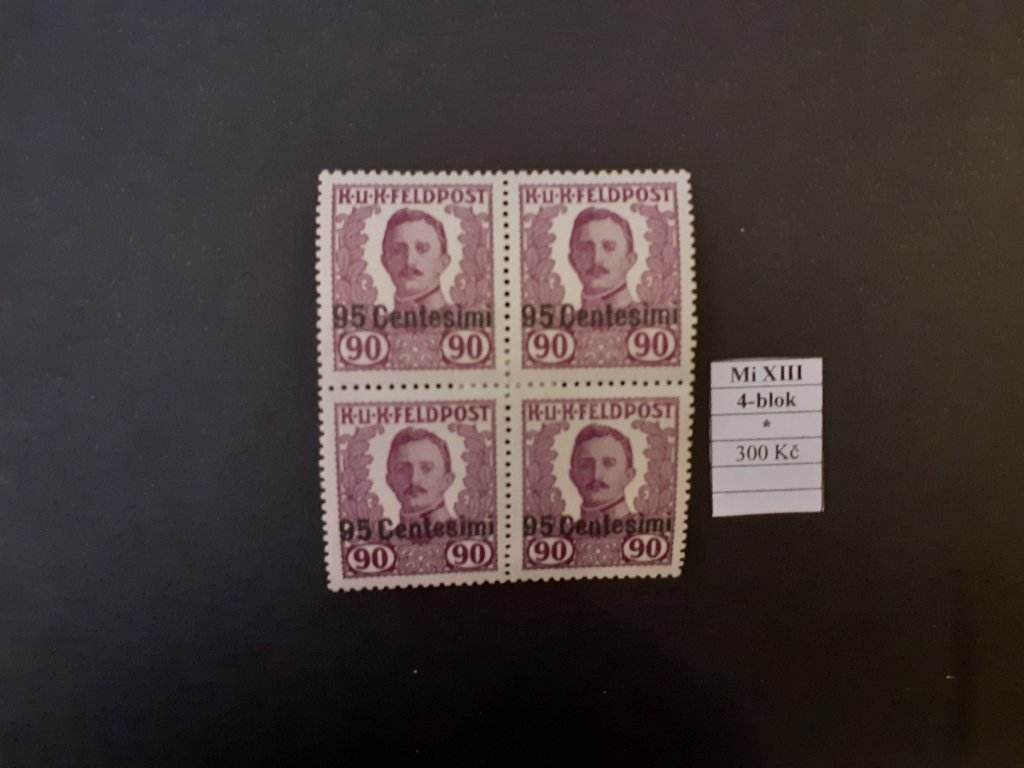 K·u·K·FELDPOST
95 Centesimi
90 90
K·u·K·FELDPOST
95 Centesimi
90 90
K·u·K·FELDPOST
95 Centesimi
90 90
K·u·K·FELDPOST
95 Centesimi
90 90
Mi XIII
4-blok
*
300 Kč